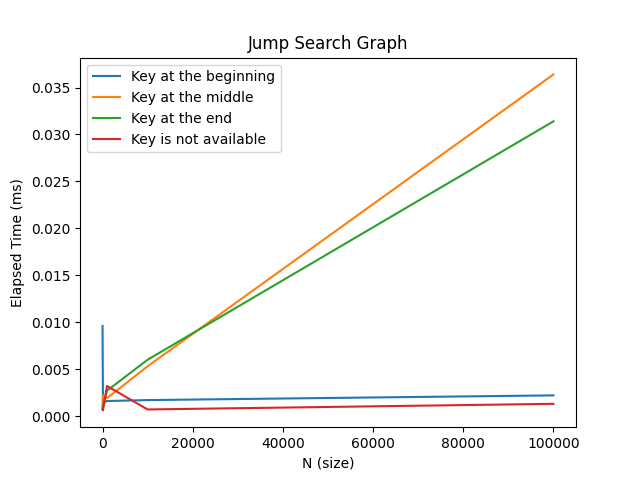 Jump Search Graph
Key at the beginning
Key at the middle
Key at the end
Key is not available
0.035
0.030
0.025
0.020
0.015
0.010
0.005
0.000
Elapsed Time (ms)
0 20000 40000 60000 80000 100000
N (size)